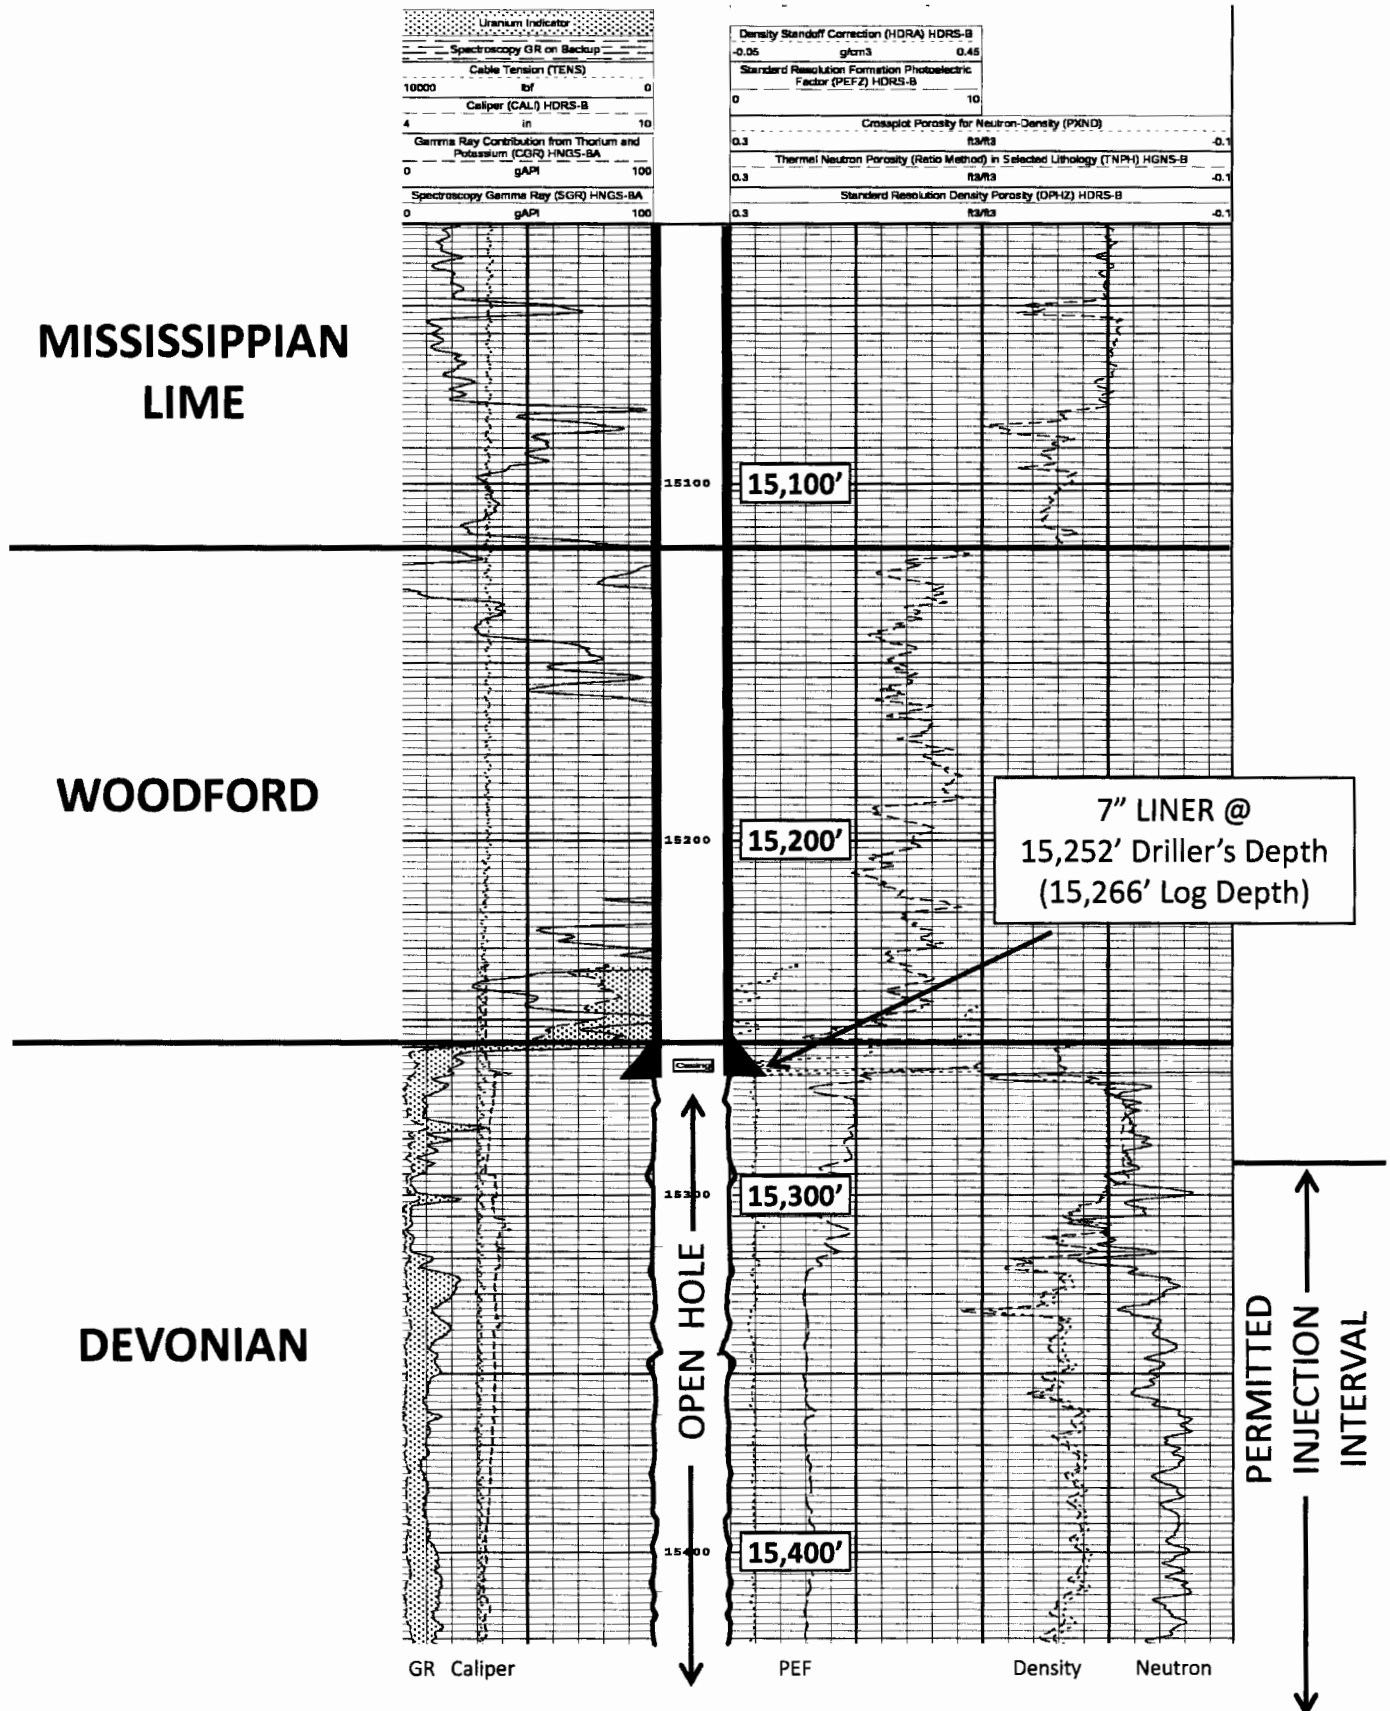 Uranium Indicator
Spectroscopy GR on Backup
Cable Tension (TENS)
10000 lbf 0
Caliper (CALI) HDRS-B
4 in 10
Gamma Ray Contribution from Thorium and
Potassium (CGR) HNGS-BA
0 gAPI 100
Spectroscopy Gamma Ray (SGR) HNGS-BA
0 gAPI 100
Density Standoff Correction (HDRA) HDRS-B
-0.05 g/cm3 0.45
Standard Resolution Formation Photoelectric
Factor (PEFZ) HDRS-B
0 10
Crossplot Porosity for Neutron-Density (PXND)
0.3 ft3/ft3 -0.1
Thermal Neutron Porosity (Ratio Method) in Selected Lithology (TNPH) HGNS-B
0.3 ft3/ft3 -0.1
Standard Resolution Density Porosity (DPHZ) HDRS-B
0.3 ft3/ft3 -0.1
MISSISSIPPIAN
LIME
15100
15,100’
WOODFORD
15200
15,200’
7” LINER @
15,252’ Driller’s Depth
(15,266’ Log Depth)
Casing
15300
15,300’
OPEN HOLE
DEVONIAN
PERMITTED
INJECTION
INTERVAL
15400
15,400’
GR Caliper PEF Density Neutron